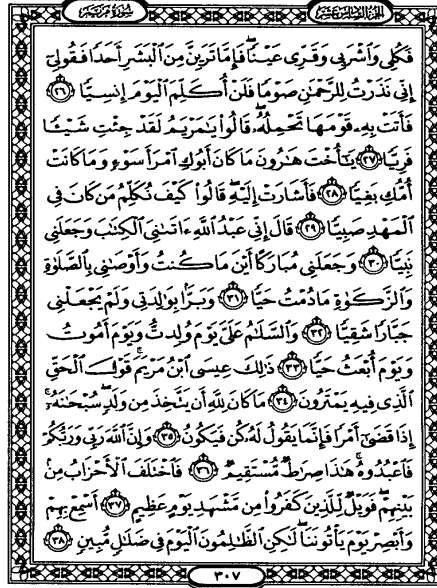 سُورَةُ مَرْيَمَ الجُزءُ السَّادِسَ عَشَرَ
فَكُلِي وَٱشْرَبِي وَقَرِّي عَيْنٗاۖ فَإِمَّا تَرَيِنَّ مِنَ ٱلْبَشَرِ أَحَدٗا فَقُولِيٓ
إِنِّي نَذَرْتُ لِلرَّحْمَٰنِ صَوْمٗا فَلَنْ أُكَلِّمَ ٱلْيَوْمَ إِنسِيّٗا ٢٦
فَأَتَتْ بِهِۦ قَوْمَهَا تَحْمِلُهُۥۖ قَالُوا۟ يَٰمَرْيَمُ لَقَدْ جِئْتِ شَيْـٔٗا
فَرِيّٗا ٢٧ يَٰٓأُخْتَ هَٰرُونَ مَا كَانَ أَبُوكِ ٱمْرَأَ سَوْءٖ وَمَا كَانَتْ
أُمُّكِ بَغِيّٗا ٢٨ فَأَشَارَتْ إِلَيْهِۖ قَالُوا۟ كَيْفَ نُكَلِّمُ مَن كَانَ فِي
ٱلْمَهْدِ صَبِيّٗا ٢٩ قَالَ إِنِّي عَبْدُ ٱللَّهِ ءَاتَىٰنِيَ ٱلْكِتَٰبَ وَجَعَلَنِي
نَبِيّٗا ٣٠ وَجَعَلَنِي مُبَارَكًا أَيْنَ مَا كُنتُ وَأَوْصَٰنِي بِٱلصَّلَوٰةِ
وَٱلزَّكَوٰةِ مَا دُمْتُ حَيّٗا ٣١ وَبَرَّۢا بِوَٰلِدَتِي وَلَمْ يَجْعَلْنِي
جَبَّارٗا شَقِيّٗا ٣٢ وَٱلسَّلَٰمُ عَلَيَّ يَوْمَ وُلِدتُّ وَيَوْمَ أَمُوتُ
وَيَوْمَ أُبْعَثُ حَيّٗا ٣٣ ذَٰلِكَ عِيسَى ٱبْنُ مَرْيَمَۚ قَوْلَ ٱلْحَقِّ
ٱلَّذِي فِيهِ يَمْتَرُونَ ٣٤ مَا كَانَ لِلَّهِ أَن يَتَّخِذَ مِن وَلَدٖۖ سُبْحَٰنَهُۥٓۚ
إِذَا قَضَىٰٓ أَمْرٗا فَإِنَّمَا يَقُولُ لَهُۥ كُن فَيَكُونُ ٣٥ وَإِنَّ ٱللَّهَ رَبِّي وَرَبُّكُمْ
فَٱعْبُدُوهُۚ هَٰذَا صِرَٰطٞ مُّسْتَقِيمٞ ٣٦ فَٱخْتَلَفَ ٱلْأَحْزَابُ مِنۢ
بَيْنِهِمْۖ فَوَيْلٞ لِّلَّذِينَ كَفَرُوا۟ مِن مَّشْهَدِ يَوْمٍ عَظِيمٍ ٣٧ أَسْمِعْ بِهِمْ
وَأَبْصِرْ يَوْمَ يَأْتُونَنَاۖ لَٰكِنِ ٱلظَّٰلِمُونَ ٱلْيَوْمَ فِي ضَلَٰلٖ مُّبِينٖ ٣٨
٣٠٧